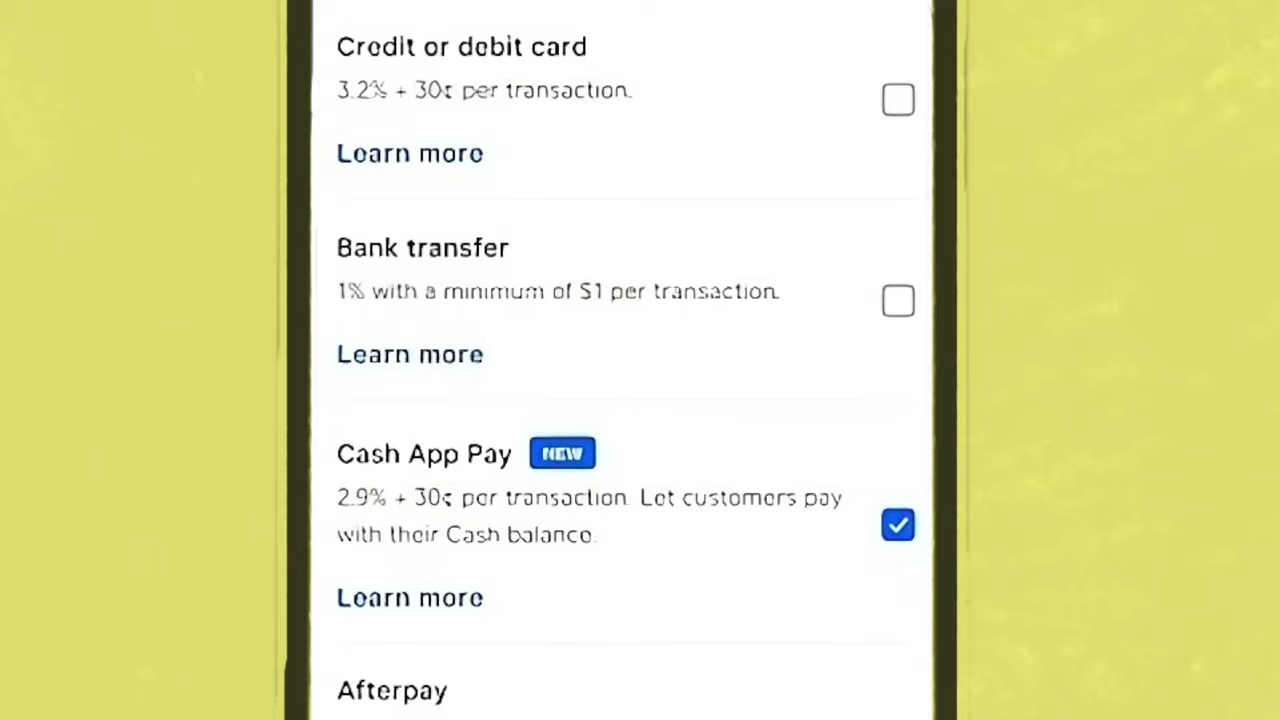 Credit or debit card
3.2% + 30¢ per transaction.
Learn more
Bank transfer
1% with a minimum of $1 per transaction.
Learn more
Cash App Pay NEW
2.9% + 30¢ per transaction. Let customers pay
with their Cash balance.
Learn more
Afterpay